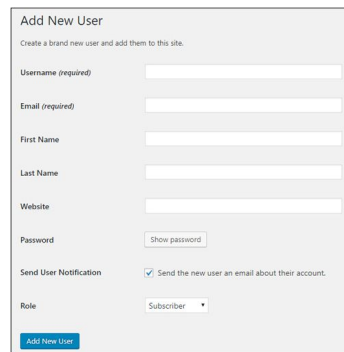 Add New User
Create a brand new user and add them to this site.
Username (required)
Email (required)
First Name
Last Name
Website
Password Show password
Send User Notification Send the new user an email about their account.
Role Subscriber
Add New User